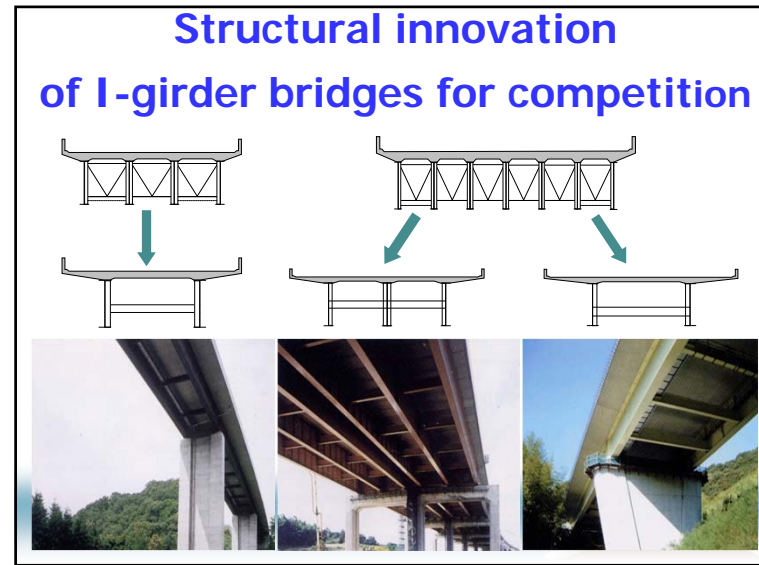 Structural innovation
of I-girder bridges for competition